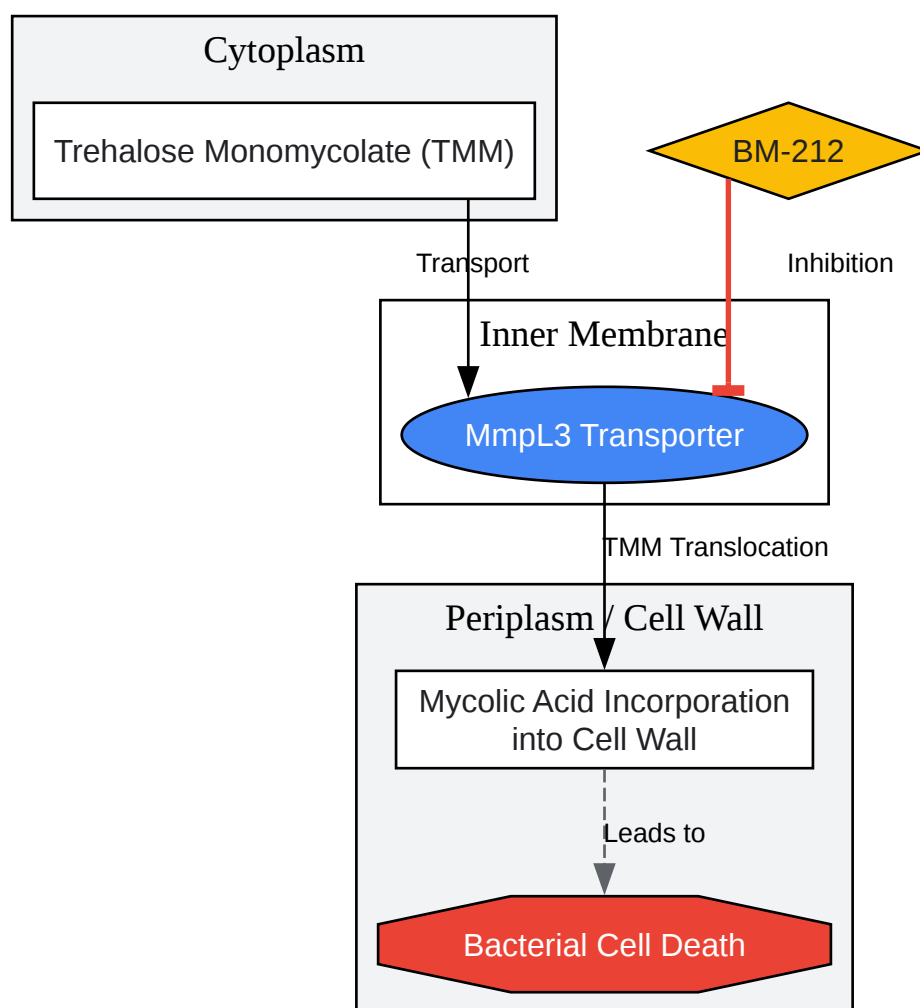 Cytoplasm
Trehalose Monomycolate (TMM)
BM-212
Transport
Inhibition
Inner Membrane
MmpL3 Transporter
TMM Translocation
Periplasm / Cell Wall
Mycolic Acid Incorporation
into Cell Wall
Leads to
Bacterial Cell Death